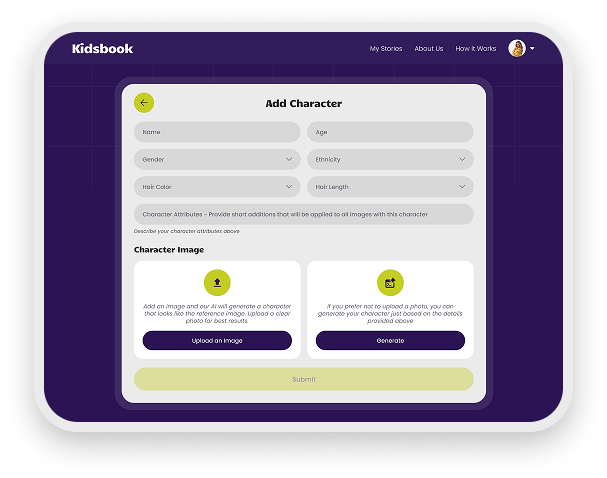 Kidsbook
My Stories
About Us
How it Works
Add Character
Name
Age
Gender
Ethnicity
Hair Color
Hair Length
Character Attributes - Provide short additions that will be applied to all images with this character
Describe your character attributes above
Character Image
Add an image and our AI will generate a character
that looks like the reference image. Upload a clear
photo for best results.
If you prefer not to upload a photo, you can
generate your character just based on the details
provided above
Upload an Image
Generate
Submit